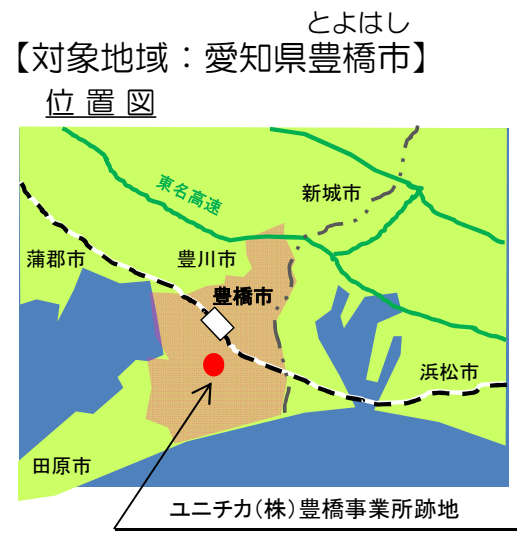 とよはし
【対象地域：愛知県豊橋市】
位置図
東名高速
新城市
蒲郡市
豊川市
豊橋市
浜松市
田原市
ユニチカ(株)豊橋事業所跡地